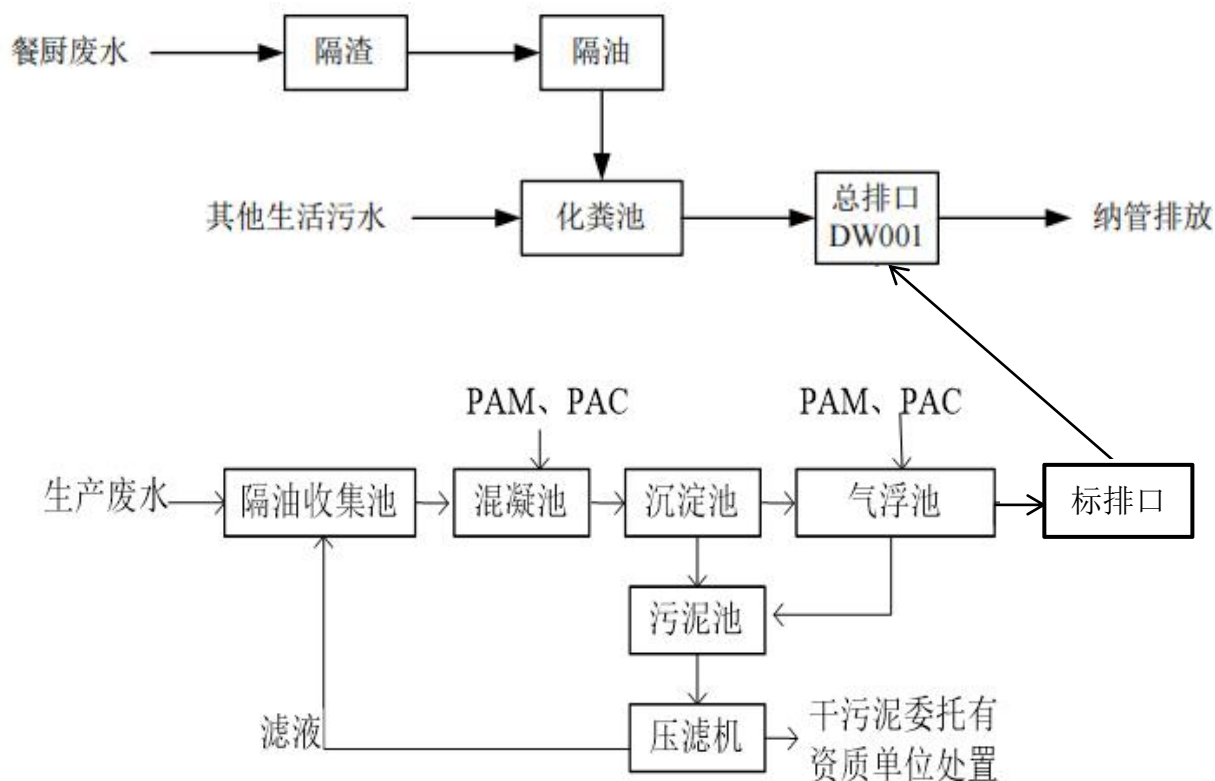 餐厨废水
隔渣
隔油
其他生活污水
化粪池
总排口
DW001
纳管排放
PAM、PAC
PAM、PAC
生产废水
隔油收集池
混凝池
沉淀池
气浮池
标排口
污泥池
滤液
压滤机
干污泥委托有
资质单位处置